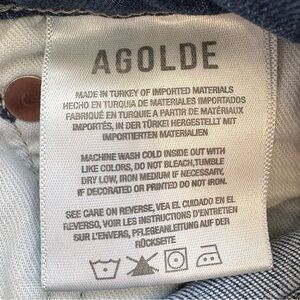 AGOLDE
MADE IN TURKEY OF IMPORTED MATERIALS
HECHO EN TURQUIA DE MATERIALES IMPORTADOS
FABRIQUÉ EN TURQUIE A PARTIR DE MATÉRIAUX
IMPORTÉS, IN DER TÜRKEI HERGESTELLT MIT
IMPORTIERTEN MATERIALIEN
MACHINE WASH COLD INSIDE OUT WITH
LIKE COLORS, DO NOT BLEACH,TUMBLE
DRY LOW, IRON MEDIUM IF NECESSARY,
IF DECORATED OR PRINTED DO NOT IRON.
SEE CARE ON REVERSE, VEA EL CUIDADO EN EL
REVERSO, VOIR LES INSTRUCTIONS D'ENTRETIEN
SUR L'ENVERS, PFLEGEANLEITUNG AUF DER
RÜCKSEITE